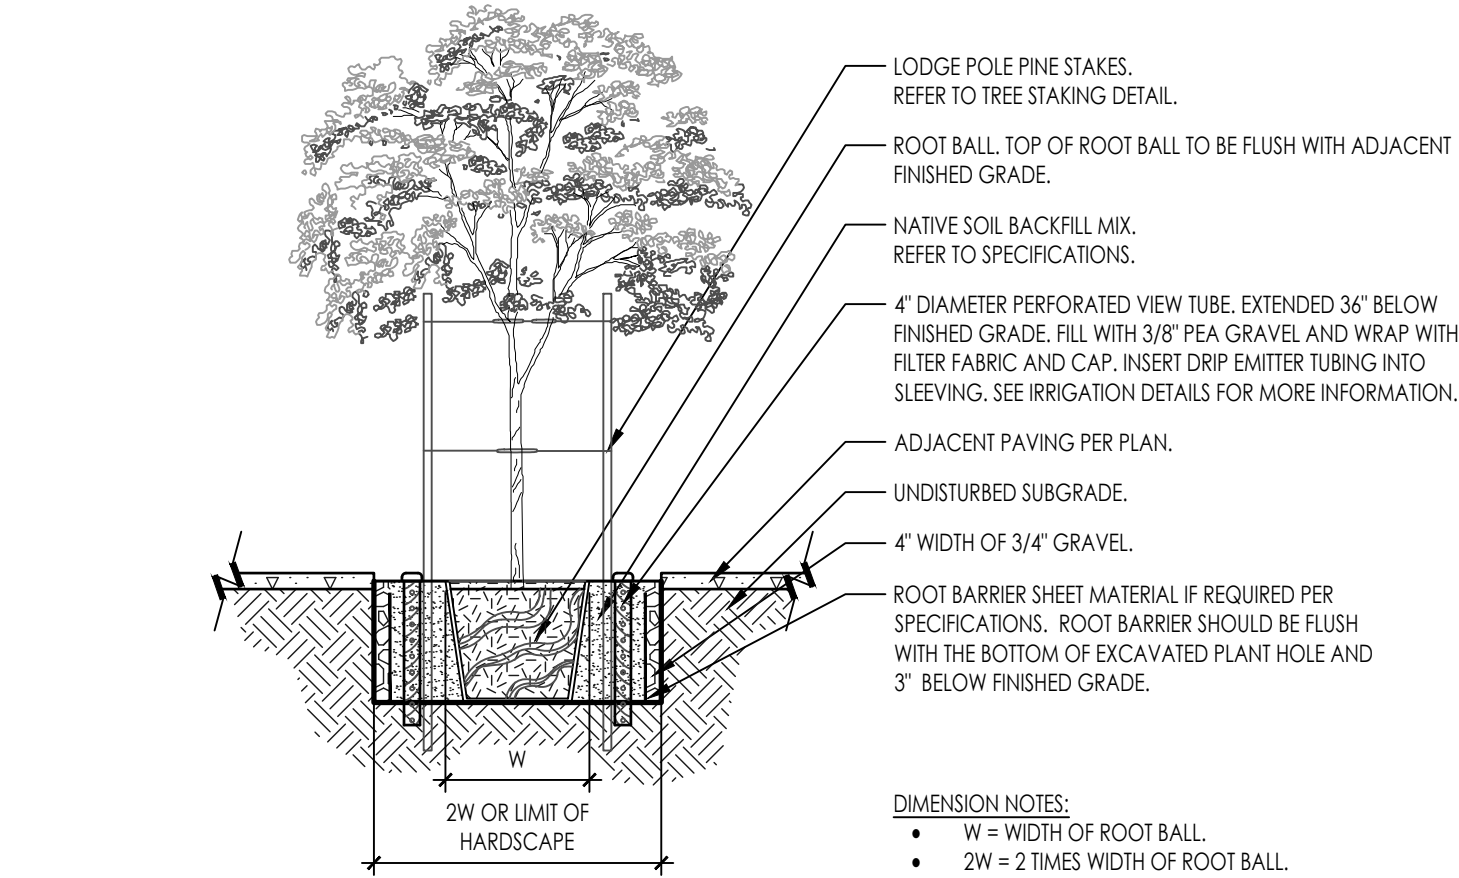 LODGE POLE PINE STAKES.
REFER TO TREE STAKING DETAIL.
ROOT BALL. TOP OF ROOT BALL TO BE FLUSH WITH ADJACENT
FINISHED GRADE.
NATIVE SOIL BACKFILL MIX.
REFER TO SPECIFICATIONS.
4" DIAMETER PERFORATED VIEW TUBE. EXTENDED 36" BELOW
FINISHED GRADE. FILL WITH 3/8" PEA GRAVEL AND WRAP WITH
FILTER FABRIC AND CAP. INSERT DRIP EMITTER TUBING INTO
SLEEVING. SEE IRRIGATION DETAILS FOR MORE INFORMATION.
ADJACENT PAVING PER PLAN.
UNDISTURBED SUBGRADE.
4" WIDTH OF 3/4" GRAVEL.
ROOT BARRIER SHEET MATERIAL IF REQUIRED PER
SPECIFICATIONS. ROOT BARRIER SHOULD BE FLUSH
WITH THE BOTTOM OF EXCAVATED PLANT HOLE AND
3" BELOW FINISHED GRADE.
W
2W OR LIMIT OF
HARDSCAPE
DIMENSION NOTES:
• W = WIDTH OF ROOT BALL.
• 2W = 2 TIMES WIDTH OF ROOT BALL.